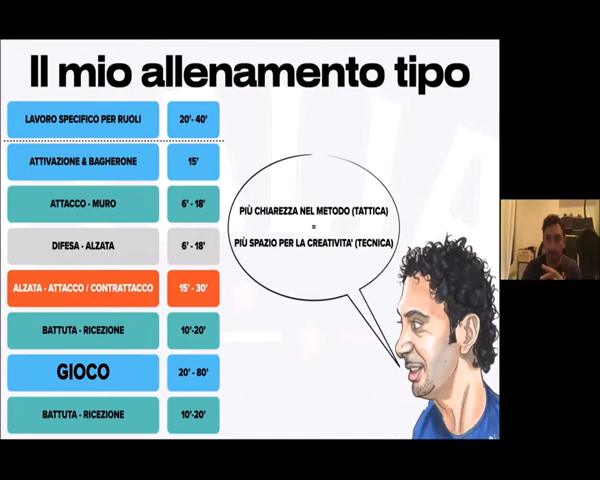 Il mio allenamento tipo
LAVORO SPECIFICO PER RUOLI 20'- 40'
ATTIVAZIONE & BAGHERONE 15'
ATTACCO - MURO 6' - 18'
DIFESA - ALZATA 6' - 18'
ALZATA - ATTACCO / CONTRATTACCO 15' - 30'
BATTUTA - RICEZIONE 10'-20'
GIOCO 20' - 80'
BATTUTA - RICEZIONE 10'-20'
PIÙ CHIAREZZA NEL METODO (TATTICA)
=
PIÙ SPAZIO PER LA CREATIVITA' (TECNICA)